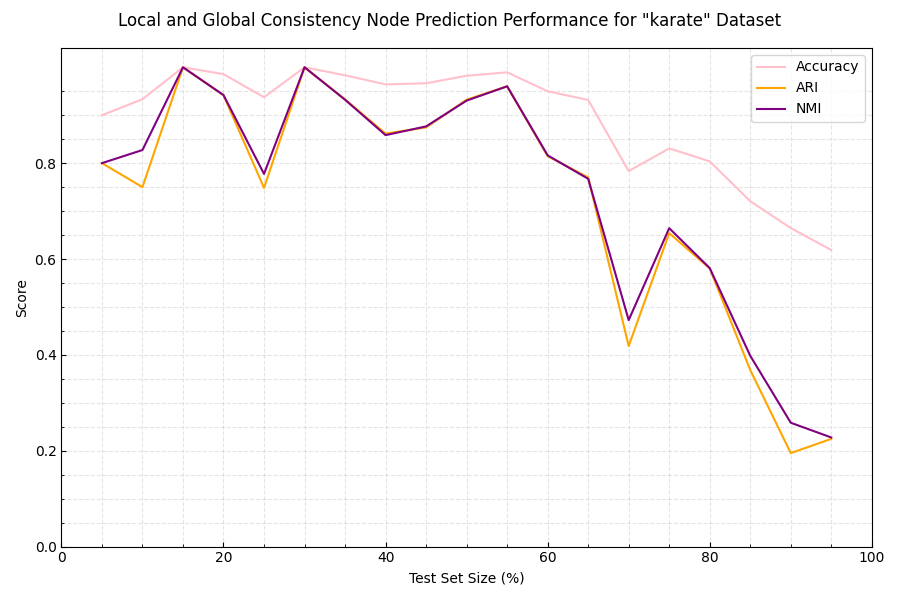 Local and Global Consistency Node Prediction Performance for "karate" Dataset
Accuracy
ARI
NMI
Score
0.8
0.6
0.4
0.2
0.0
0
20
40
60
80
100
Test Set Size (%)